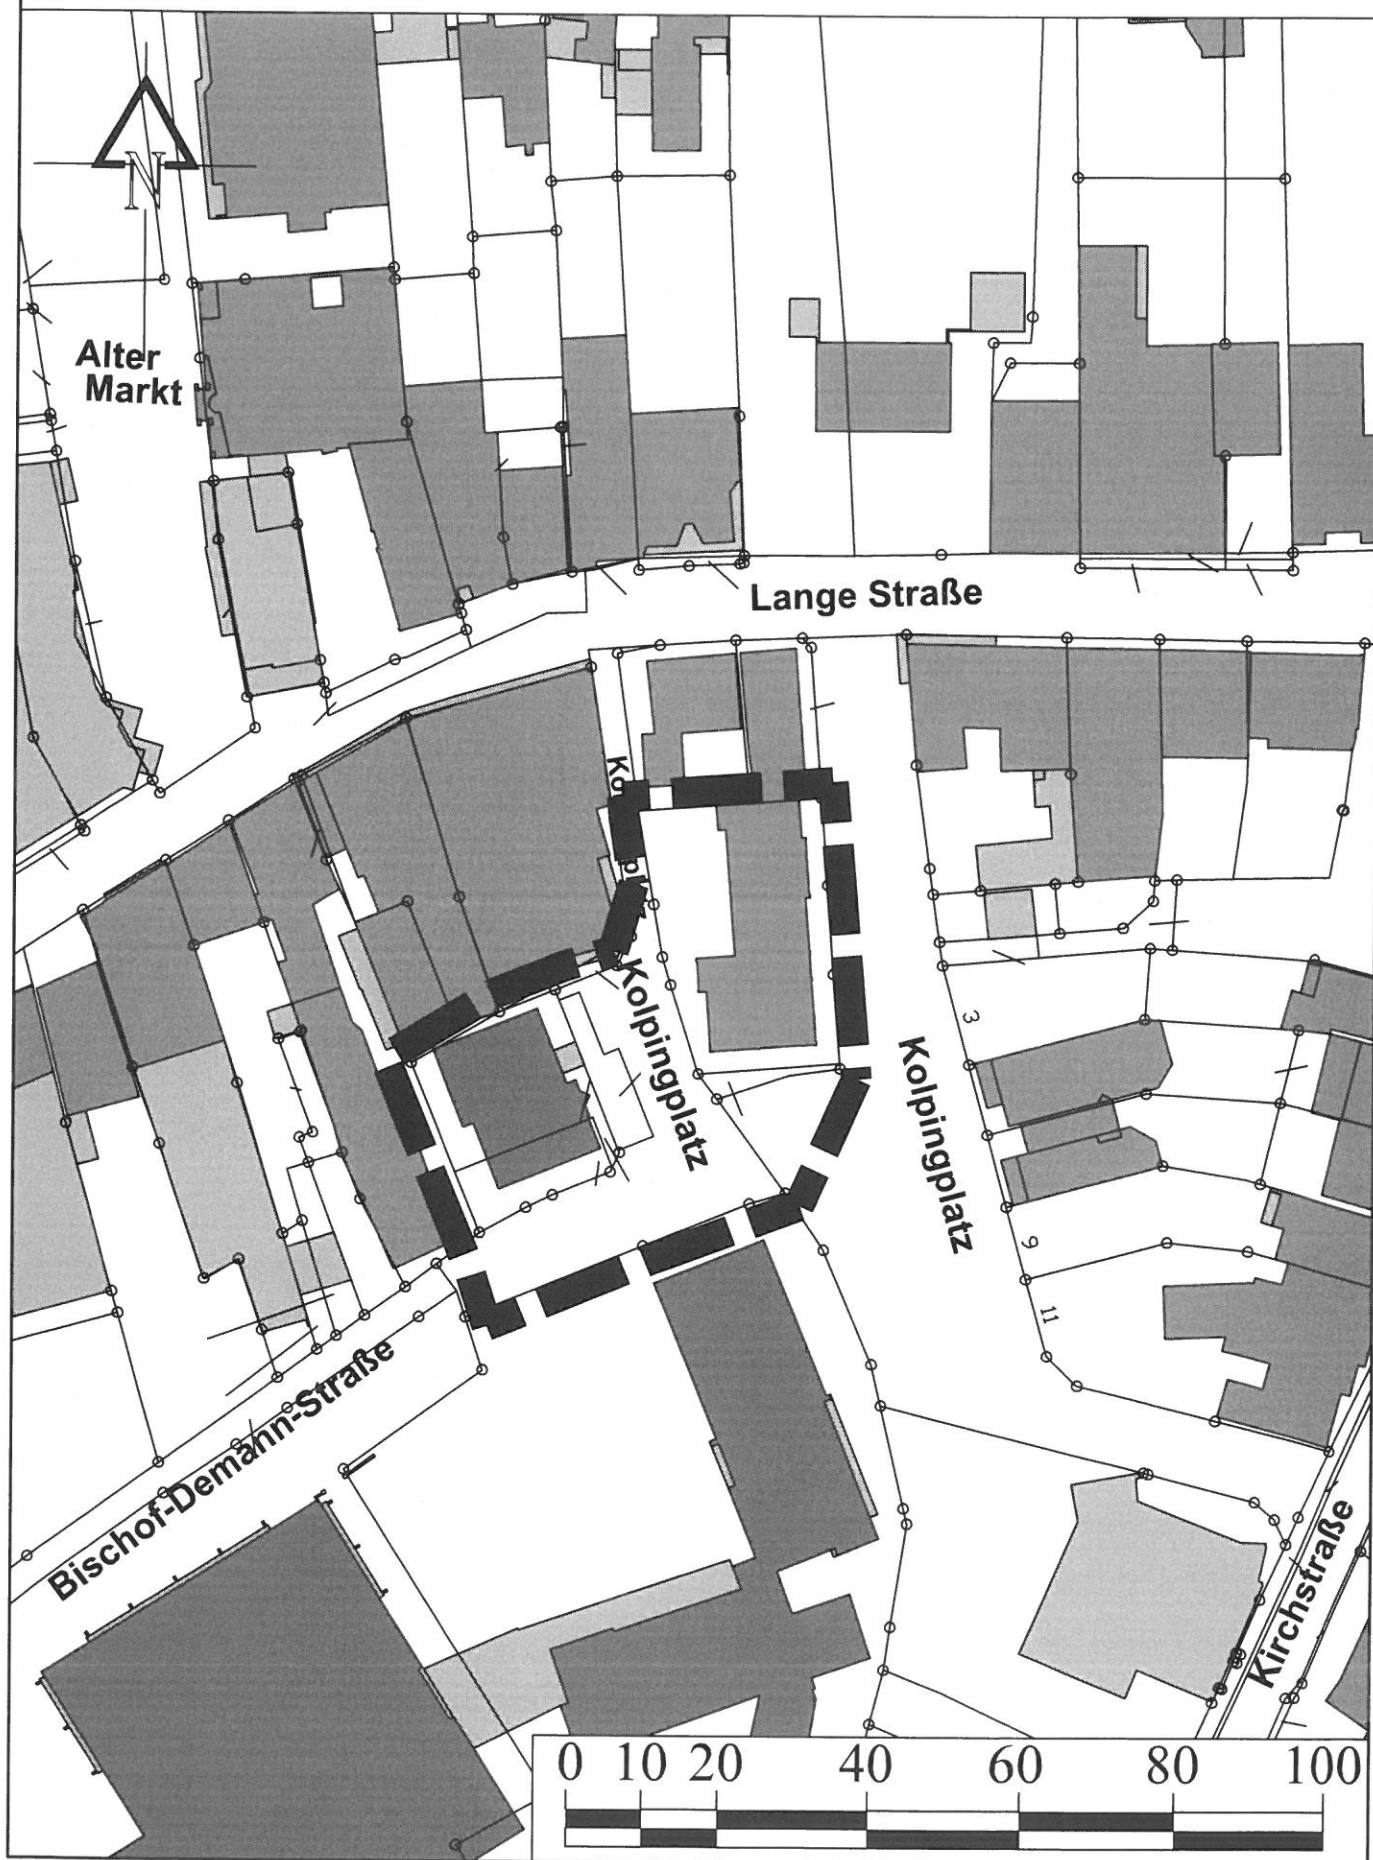 N
Alter
Markt
Lange Straße
Kolpingplatz
Kolpingplatz
3
9
11
Bischof-Demann-Straße
Kirchstraße
0 10 20 40 60 80 100